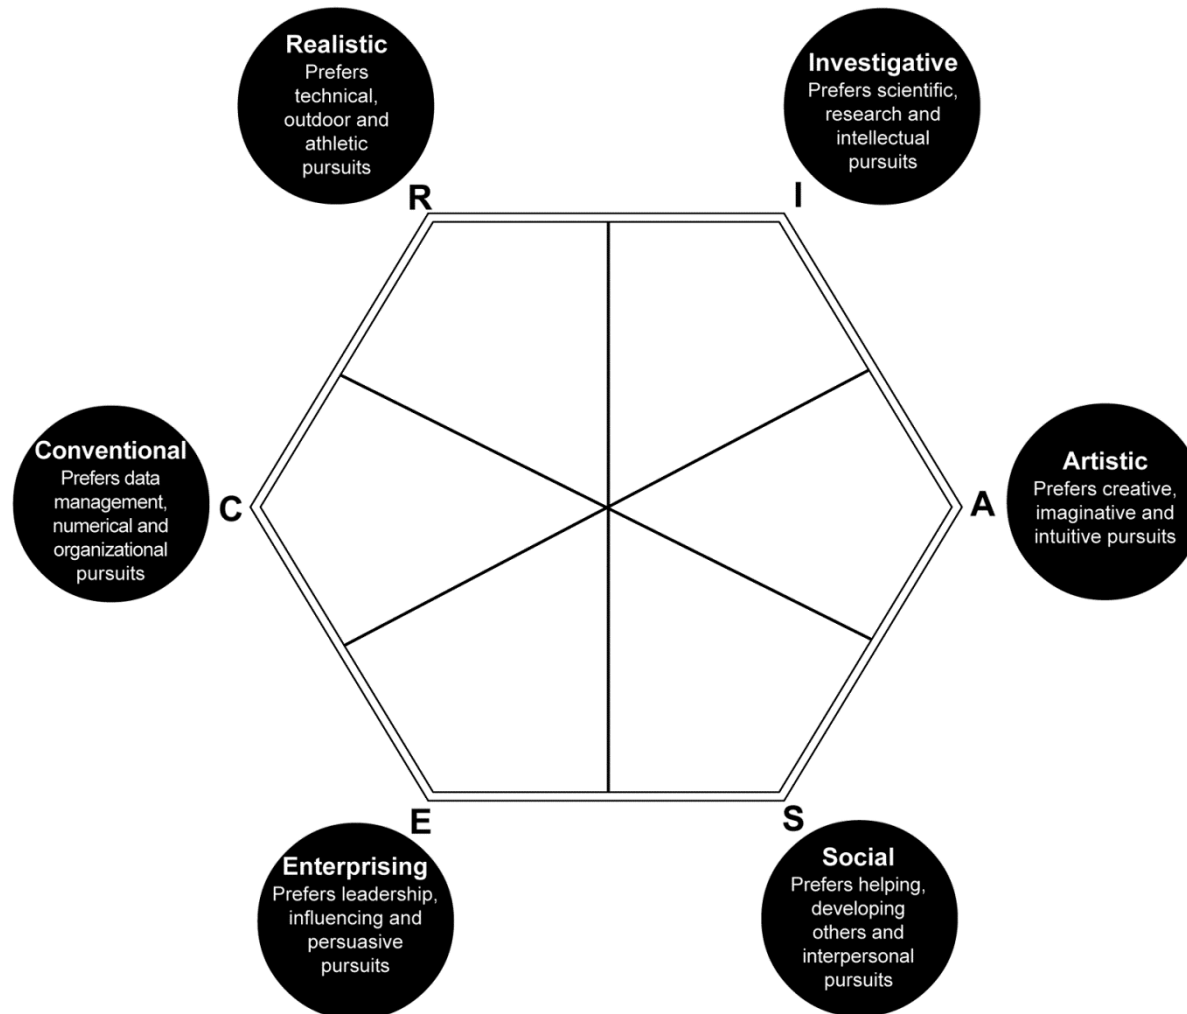 Realistic
Prefers
technical,
outdoor and
athletic
pursuits
Investigative
Prefers scientific,
research and
intellectual
pursuits
R
I
Conventional
Prefers data
management,
numerical and
organizational
pursuits
C
A
Artistic
Prefers creative,
imaginative and
intuitive pursuits
E
S
Enterprising
Prefers leadership,
influencing and
persuasive
pursuits
Social
Prefers helping,
developing
others and
interpersonal
pursuits